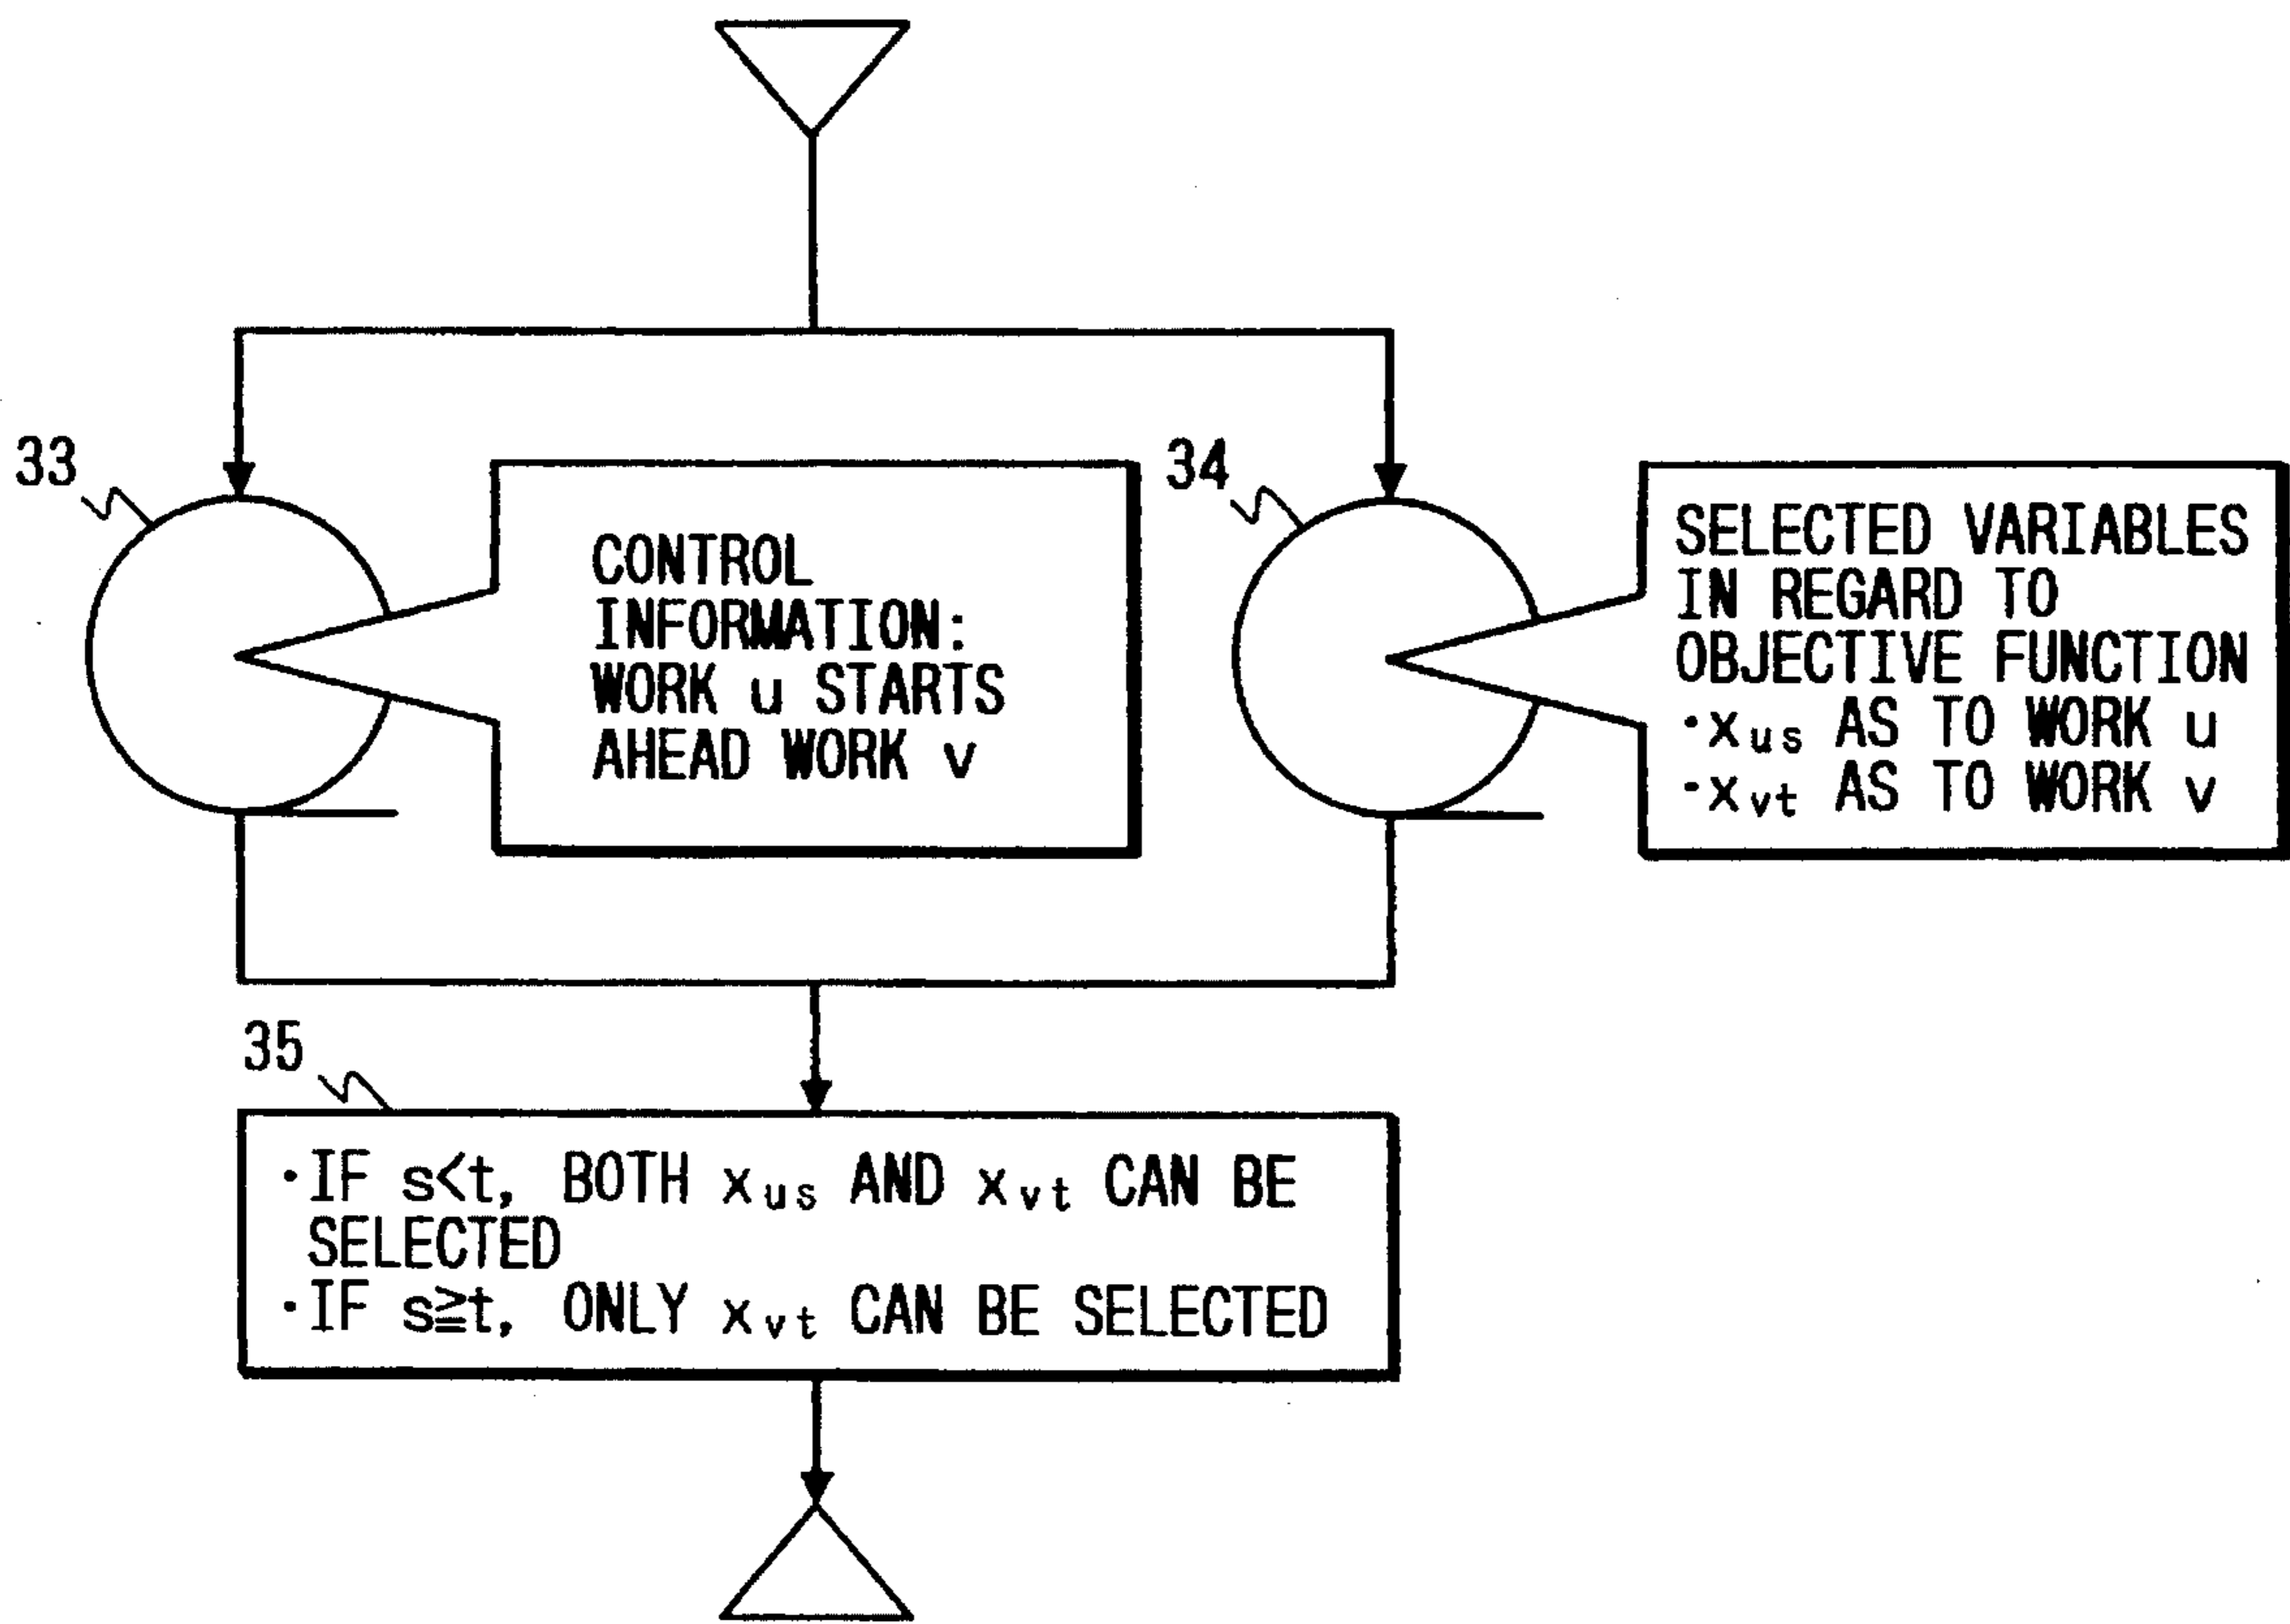 33
CONTROL
INFORMATION:
WORK u STARTS
AHEAD WORK v
34
SELECTED VARIABLES
IN REGARD TO
OBJECTIVE FUNCTION
·xus AS TO WORK u
·xvt AS TO WORK v
35
·IF s<t, BOTH xus AND xvt CAN BE
SELECTED
·IF s≧t, ONLY xvt CAN BE SELECTED